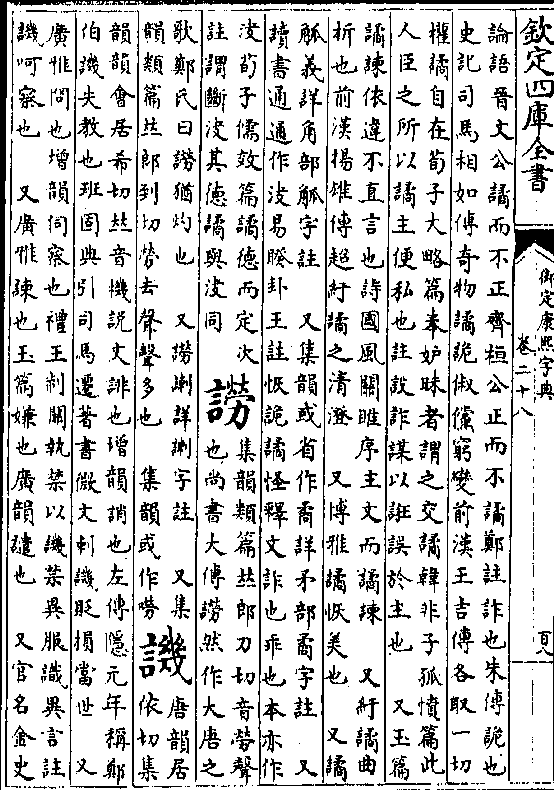 欽定四庫全書
御定康熙字典
卷二十八
百八
論語晉文公譎而不正齊桓公正而不譎鄭註詐也朱傳詭也
史記司馬相如傳奇物譎詭俶儻窮變前漢王吉傳各取一切
權譎自在荀子大略篇奉妒昧者謂之交譎韓非子孤憤篇此
人臣之所以譎主便私也註設詐謀以誑誤於主也 又玉篇
譎諫依違不直言也詩國風關雎序主文而譎諫 又紆譎曲
折也前漢揚雄傳超紆譎之清澄 又博雅譎恑美也 又譎
觚義詳角部觚字註 又集韻或省作矞詳矛部矞字註 又
讀書通通作決易睽卦王註恢詭譎怪釋文詐也乖也本亦作
決荀子儒效篇譎德而定次
註謂斷決其德譎與決同
䜎
集韻類篇𠀤郎刀切音勞聲
也尚書大傳䜎然作大唐之
歌鄭氏曰䜎猶灼也 又䜎謝詳謝字註 又集
韻類篇𠀤郎到切勞去聲聲多也 集韻或作嘮
譏
唐韻居
依切集
韻韻會居希切𠀤音機說文誹也增韻誚也左傳隱元年稱鄭
伯譏失教也班固典引司馬遷著書微文刺譏貶損當世 又
廣雅問也增韻伺察也禮王制關執禁以譏禁異服識異言註
譏呵察也 又廣雅諫也玉篇嫌也廣韻譴也 又官名金史